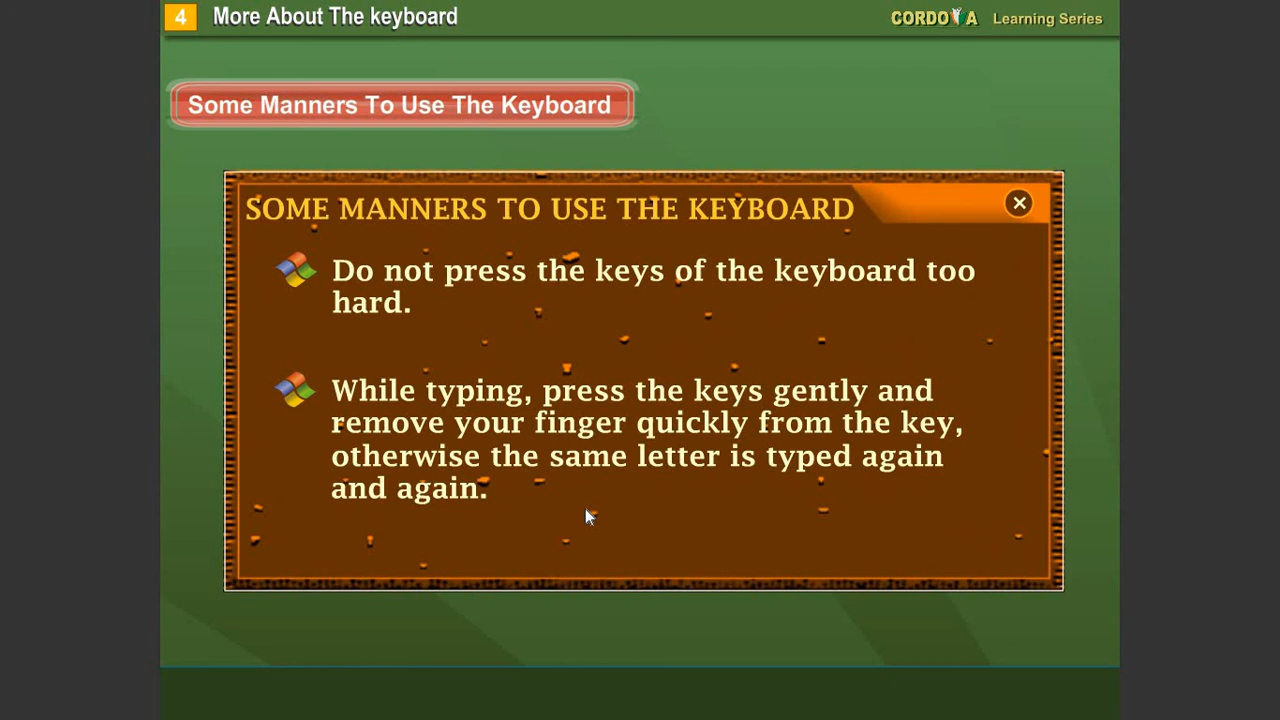 4 More About The keyboard
CORDOVA Learning Series
Some Manners To Use The Keyboard
SOME MANNERS TO USE THE KEYBOARD
Do not press the keys of the keyboard too
hard.
While typing, press the keys gently and
remove your finger quickly from the key,
otherwise the same letter is typed again
and again.